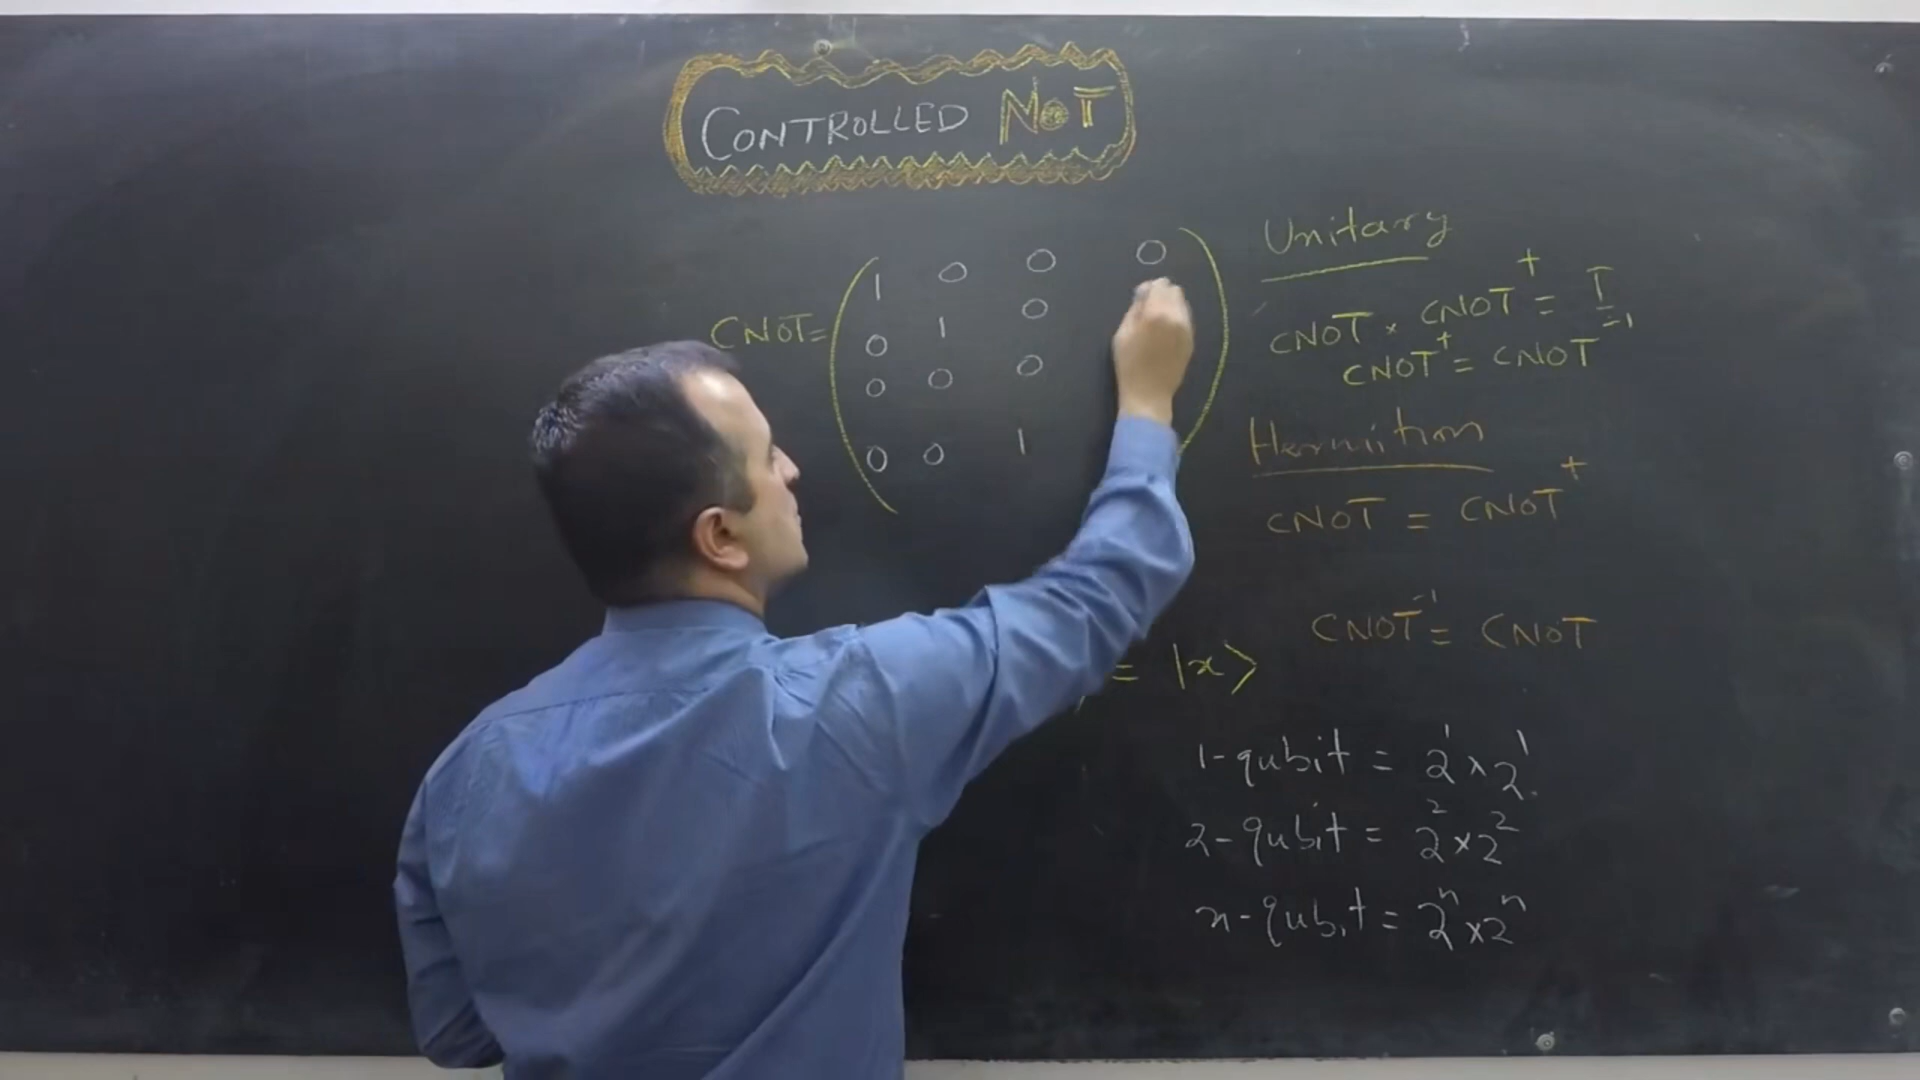 CONTROLLED NOT
CNOT=
1 0 0 0
0 1 0
0 0 0
0 0 1
Unitary
CNOT × CNOT⁺ = I
CNOT⁺ = CNOT⁻¹
Hermition
CNOT = CNOT⁺
CNOT⁻¹ = CNOT
= |x⟩
1-qubit = 2¹×2¹
2-qubit = 2²×2²
n-qubit = 2ⁿ×2ⁿ